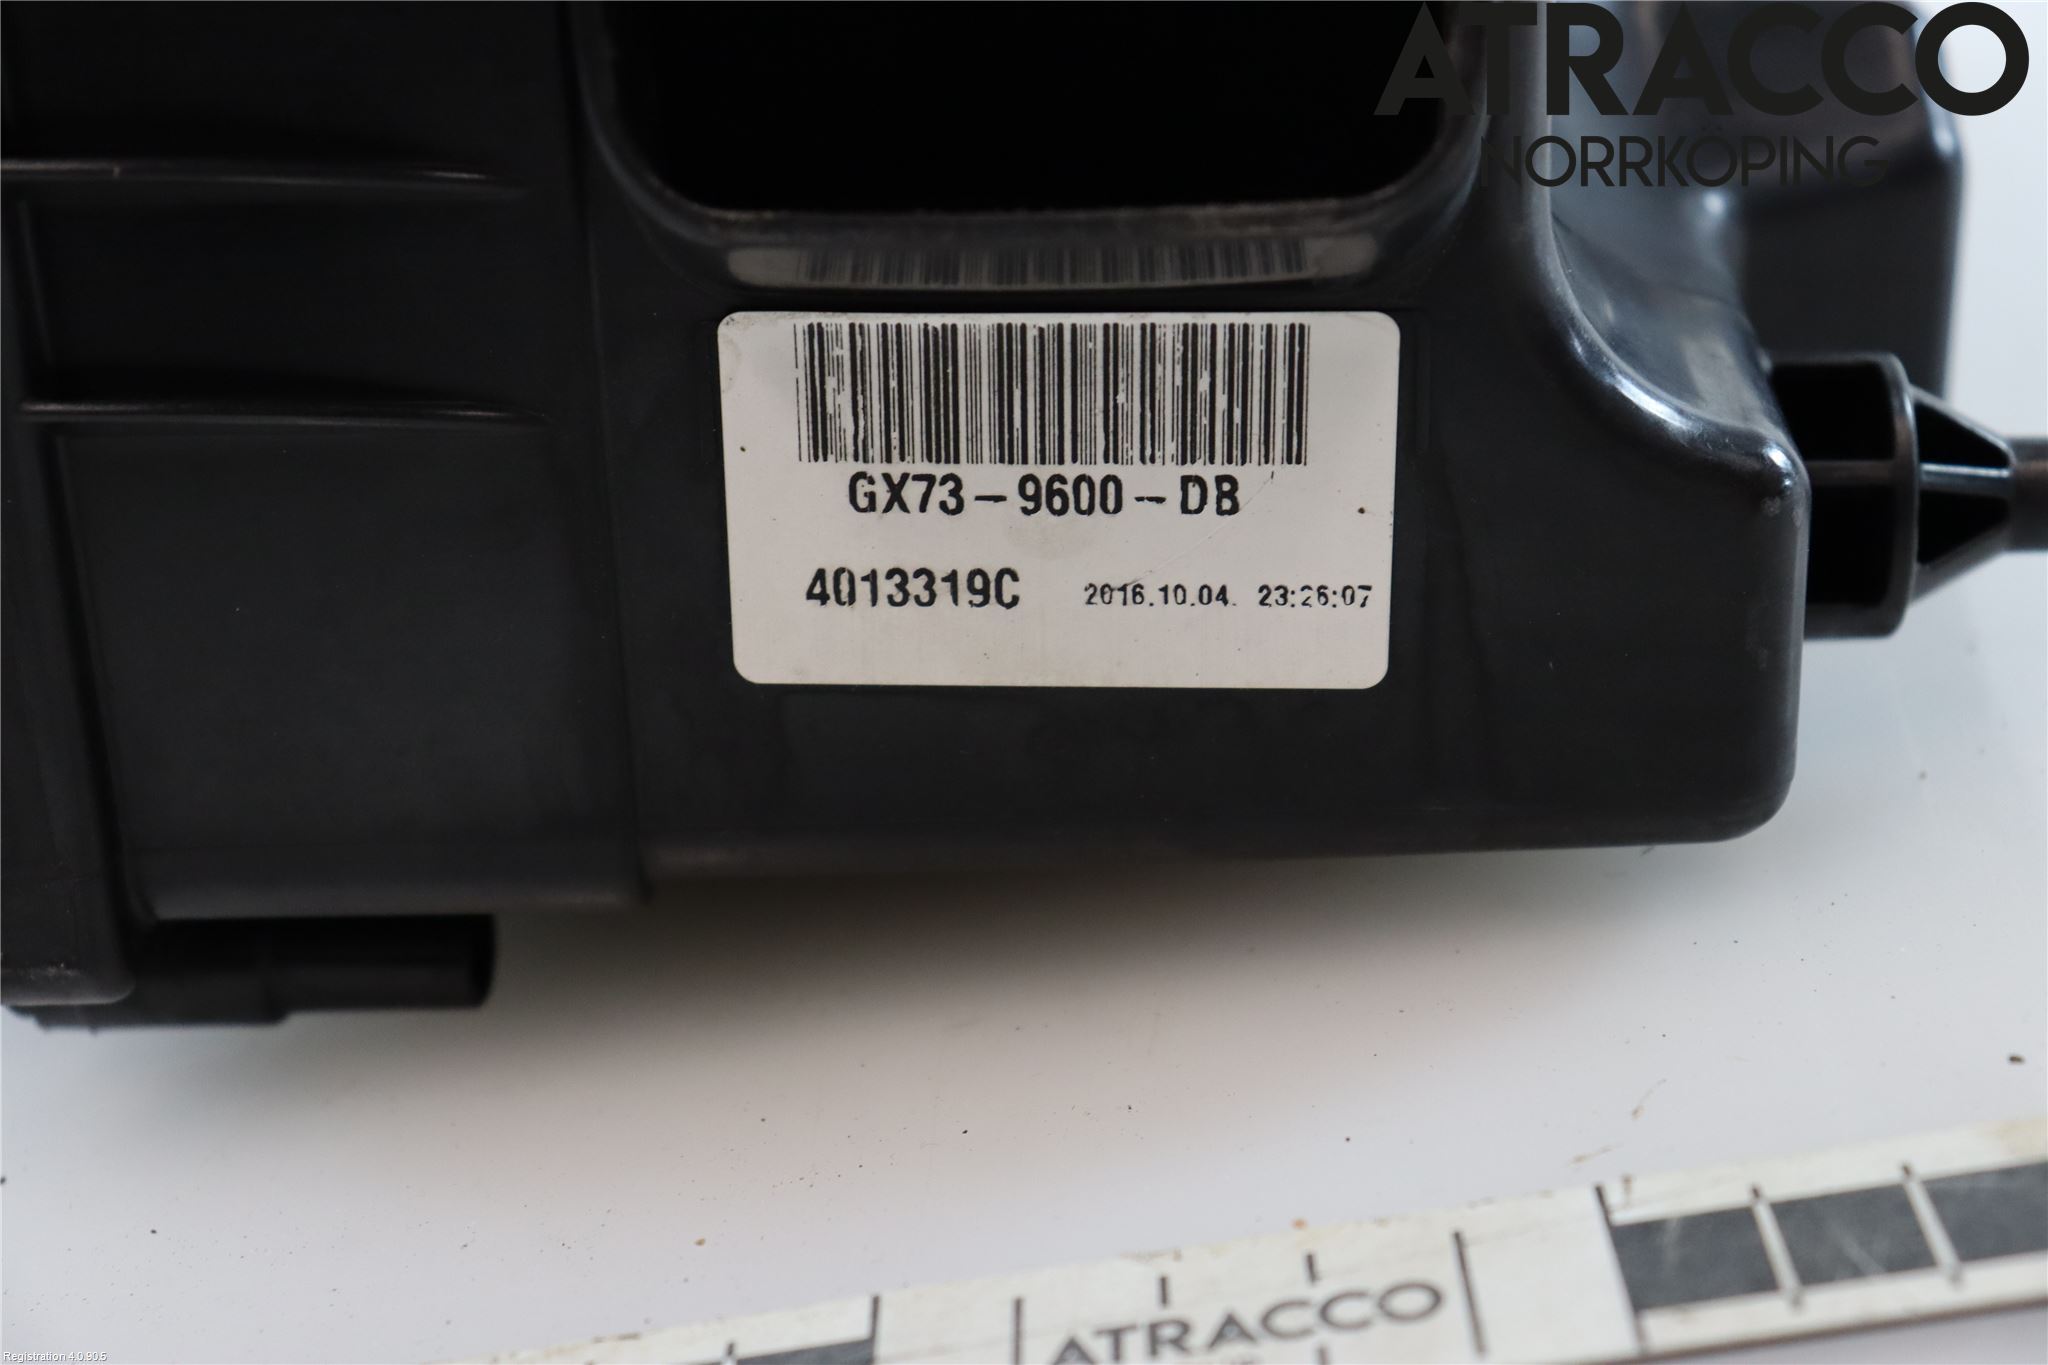 ATRACCO
NORRKÖPING
GX73-9600-DB
4013319C 2016.10.04. 23:26:07
ATRACCO
Registration 4.0.90.5